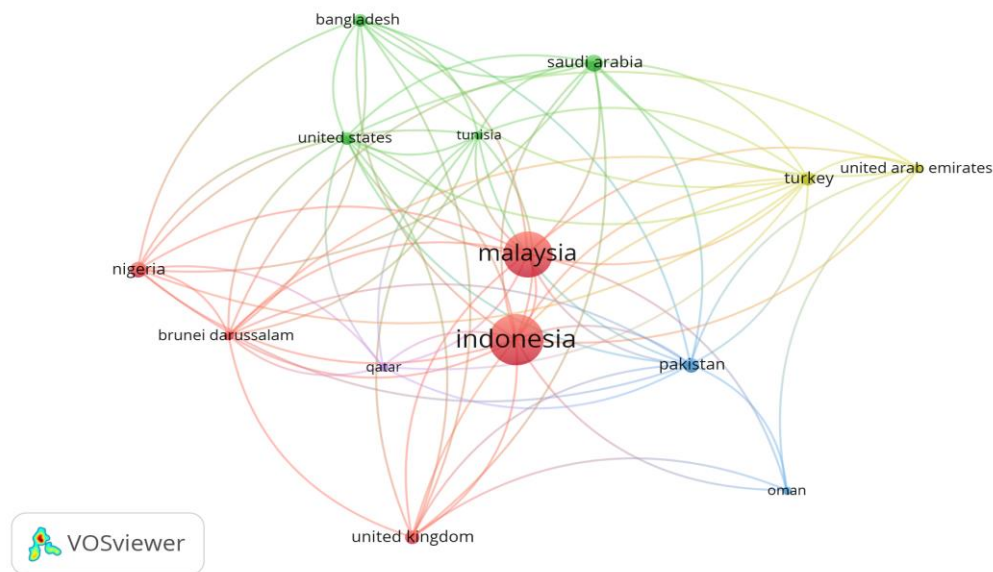 bangladesh
saudi arabia
united states
tunisia
united arab emirates
turkey
malaysia
nigeria
brunei darussalam
indonesia
qatar
pakistan
oman
united kingdom
VOSviewer